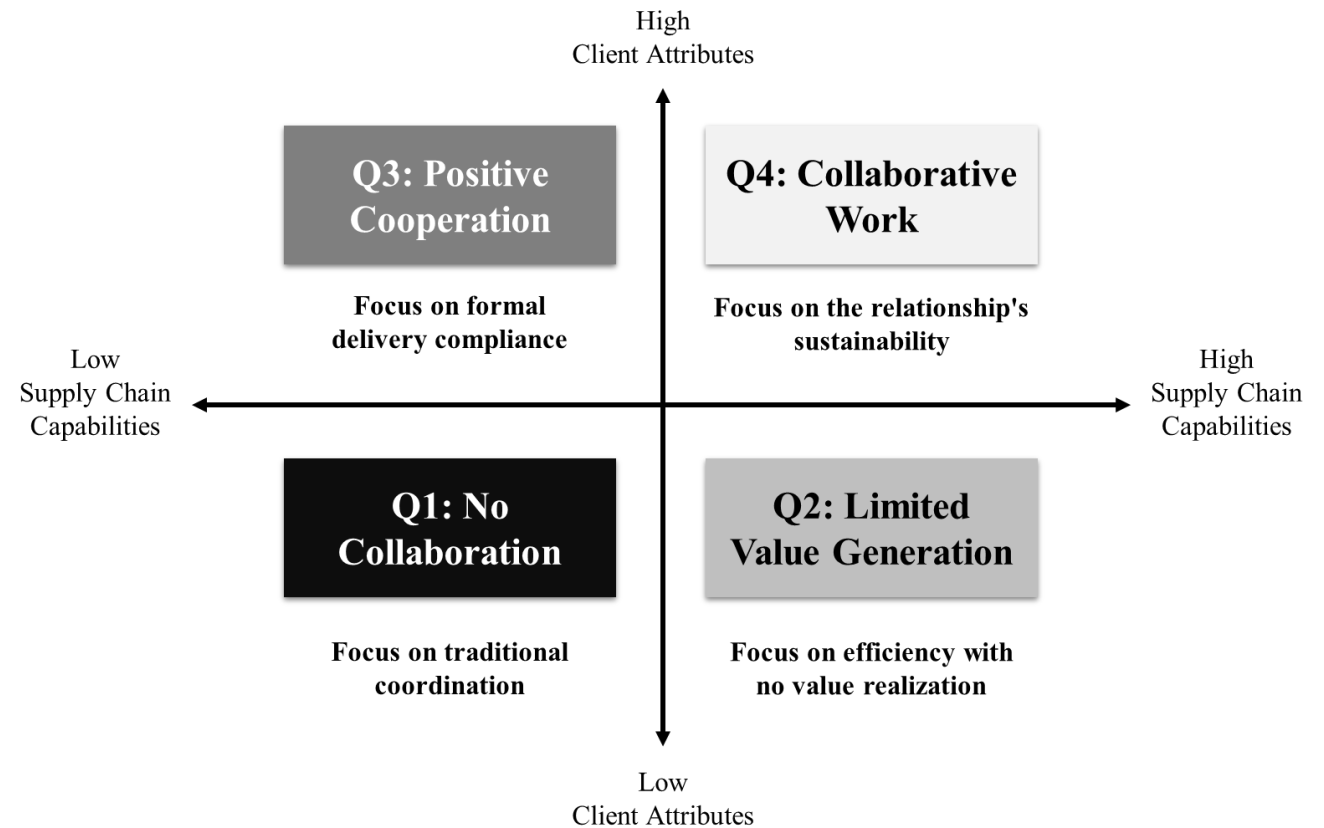 High
Client Attributes
Q3: Positive
Cooperation
Q4: Collaborative
Work
Focus on formal
delivery compliance
Focus on the relationship's
sustainability
Low
Supply Chain
Capabilities
High
Supply Chain
Capabilities
Q1: No
Collaboration
Q2: Limited
Value Generation
Focus on traditional
coordination
Focus on efficiency with
no value realization
Low
Client Attributes